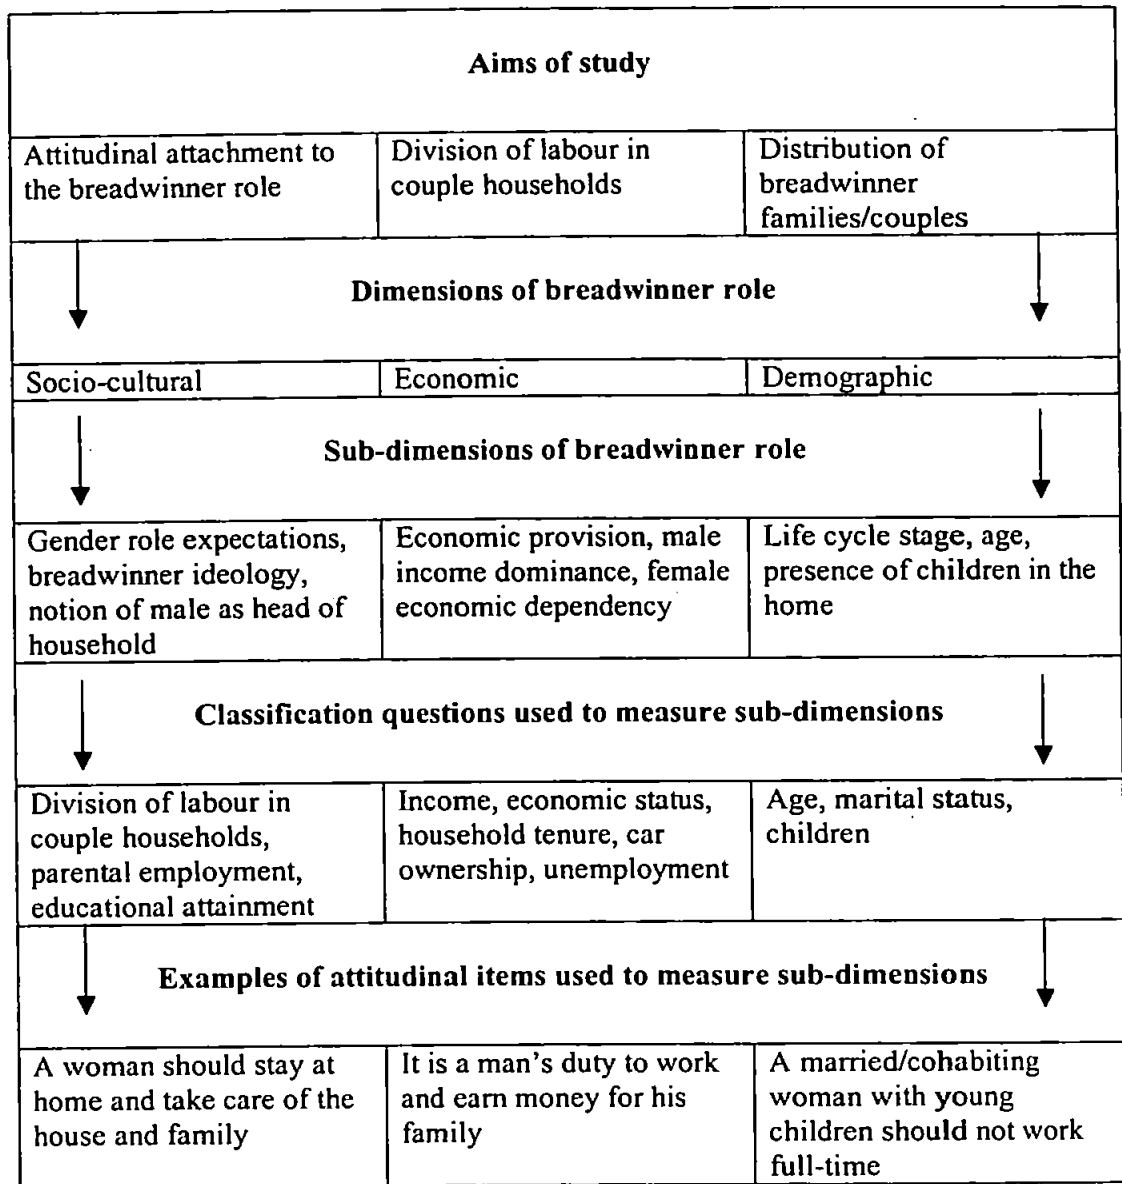 Aims of study
Attitudinal attachment to
the breadwinner role
Division of labour in
couple households
Distribution of
breadwinner
families/couples
Dimensions of breadwinner role
Socio-cultural
Economic
Demographic
Sub-dimensions of breadwinner role
Gender role expectations,
breadwinner ideology,
notion of male as head of
household
Economic provision, male
income dominance, female
economic dependency
Life cycle stage, age,
presence of children in the
home
Classification questions used to measure sub-dimensions
Division of labour in
couple households,
parental employment,
educational attainment
Income, economic status,
household tenure, car
ownership, unemployment
Age, marital status,
children
Examples of attitudinal items used to measure sub-dimensions
A woman should stay at
home and take care of the
house and family
It is a man's duty to work
and earn money for his
family
A married/cohabiting
woman with young
children should not work
full-time